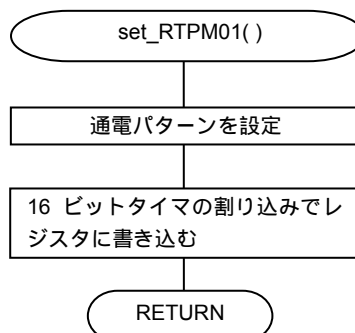 set_RTPM01( )
通電パターンを設定
16 ビットタイマの割り込みでレ
ジスタに書き込む
RETURN